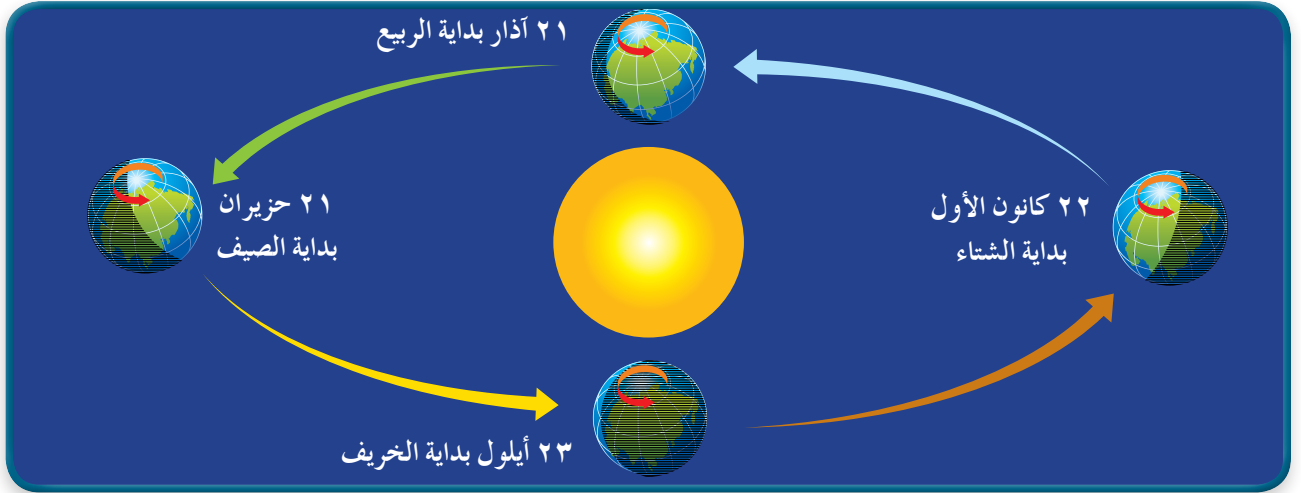 ٢١ آذار بداية الربيع
٢١ حزيران
بداية الصيف
٢٢ كانون الأول
بداية الشتاء
٢٣ أيلول بداية الخريف